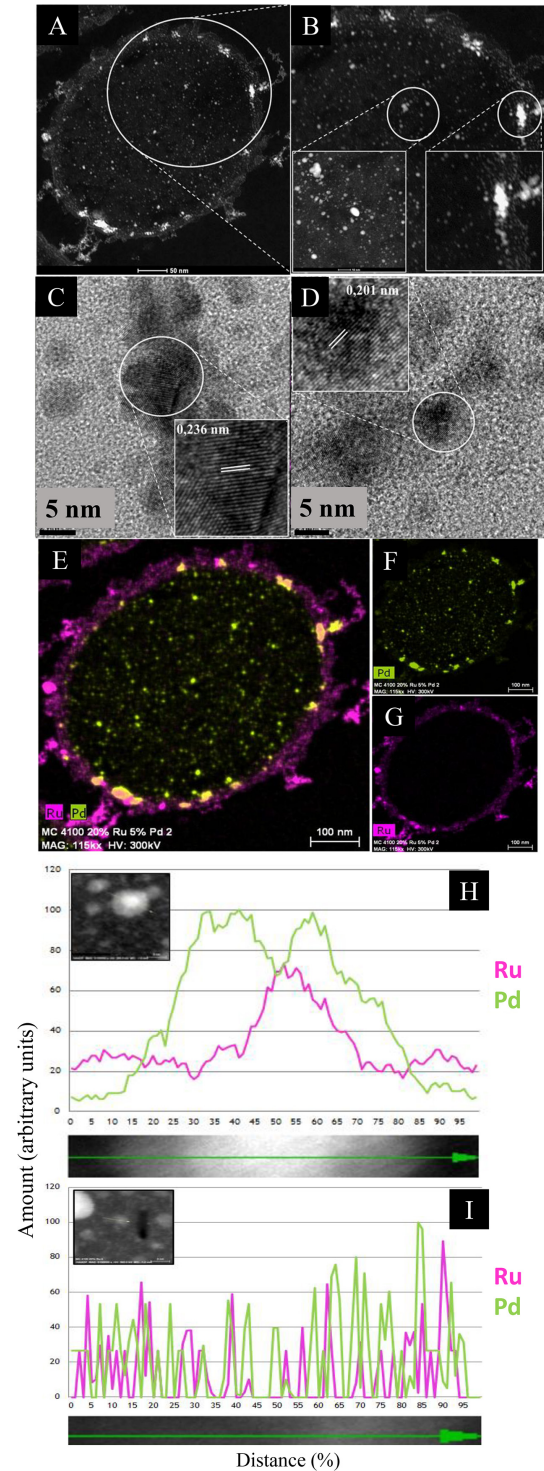 A
B
50 nm
C
D
0,201 nm
0,236 nm
5 nm
5 nm
E
F
Pd
MC 4100 20% Ru 5% Pd 2
MAG: 115kx HV: 300kV
100 nm
G
Ru
MC 4100 20% Ru 5% Pd 2
MAG: 115kx HV: 300kV
100 nm
Ru Pd
MC 4100 20% Ru 5% Pd 2
MAG: 115kx HV: 300kV
100 nm
H
120
100
80
60
40
20
0
0 5 10 15 20 25 30 35 40 45 50 55 60 65 70 75 80 85 90 95
Ru
Pd
Amount (arbitrary units)
I
120
100
80
60
40
20
0
0 5 10 15 20 25 30 35 40 45 50 55 60 65 70 75 80 85 90 95
Ru
Pd
Distance (%)